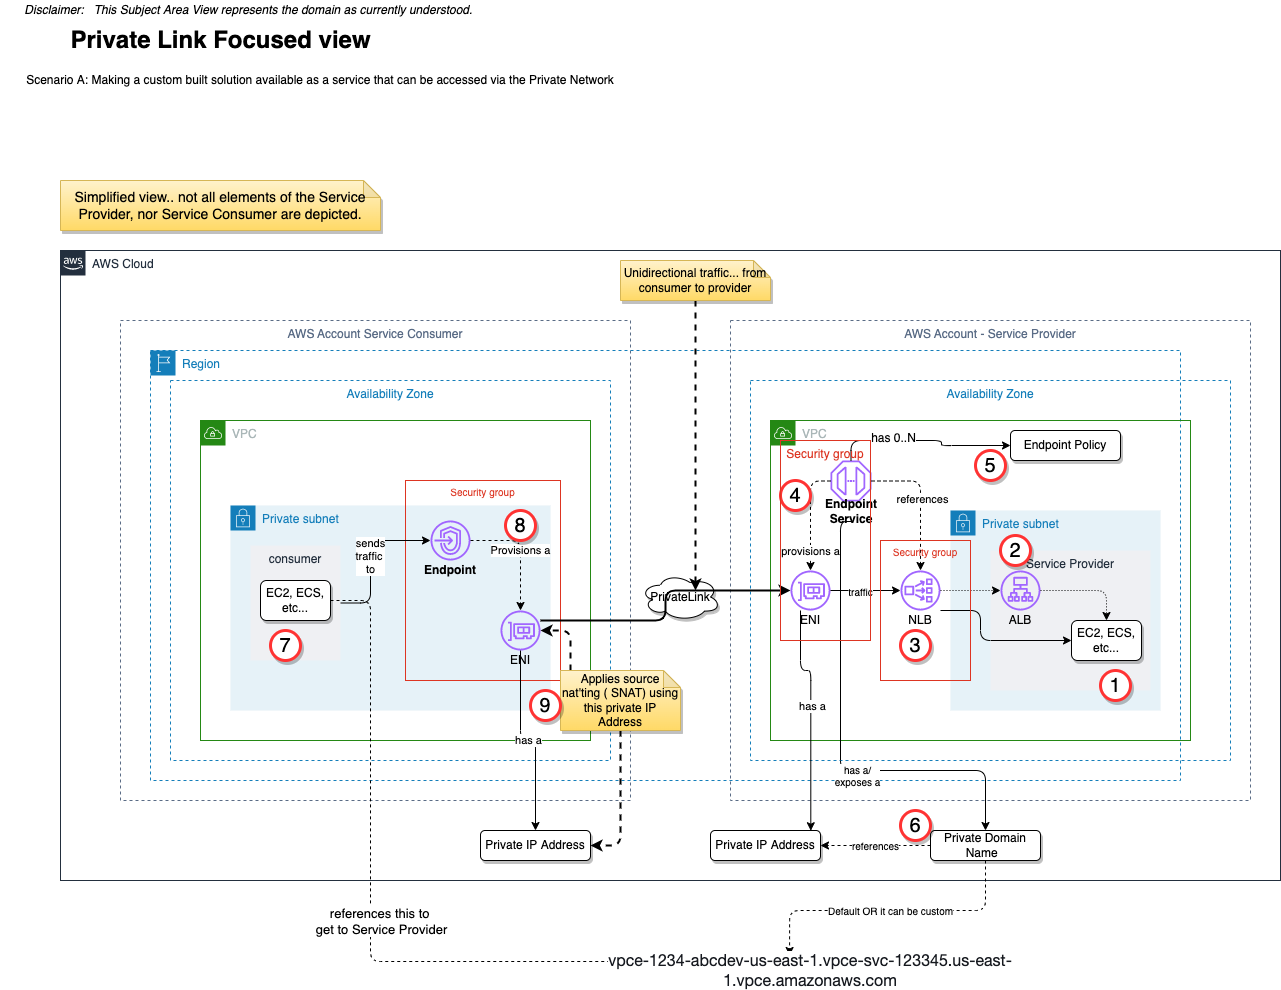 Disclaimer: This Subject Area View represents the domain as currently understood.
Private Link Focused view
Scenario A: Making a custom built solution available as a service that can be accessed via the Private Network
Simplified view.. not all elements of the Service
Provider, nor Service Consumer are depicted.
aws
AWS Cloud
Unidirectional traffic... from
consumer to provider
AWS Account Service Consumer
AWS Account - Service Provider
Region
Availability Zone
Availability Zone
VPC
VPC
has 0..N
Endpoint Policy
Security group
5
4
Endpoint
Service
references
Security group
8
Private subnet
Private subnet
sends
traffic
to
Provisions a
consumer
Endpoint
provisions a
Security group
2
Service Provider
EC2, ECS,
etc...
PrivateLink
traffic
ENI
NLB
ALB
EC2, ECS,
etc...
7
ENI
3
1
Applies source
nat'ting ( SNAT) using
this private IP
Address
9
has a
has a
has a/
exposes a
6
Private IP Address
Private IP Address
references
Private Domain
Name
references this to
get to Service Provider
Default OR it can be custom
vpce-1234-abcdev-us-east-1.vpce-svc-123345.us-east-
1.vpce.amazonaws.com